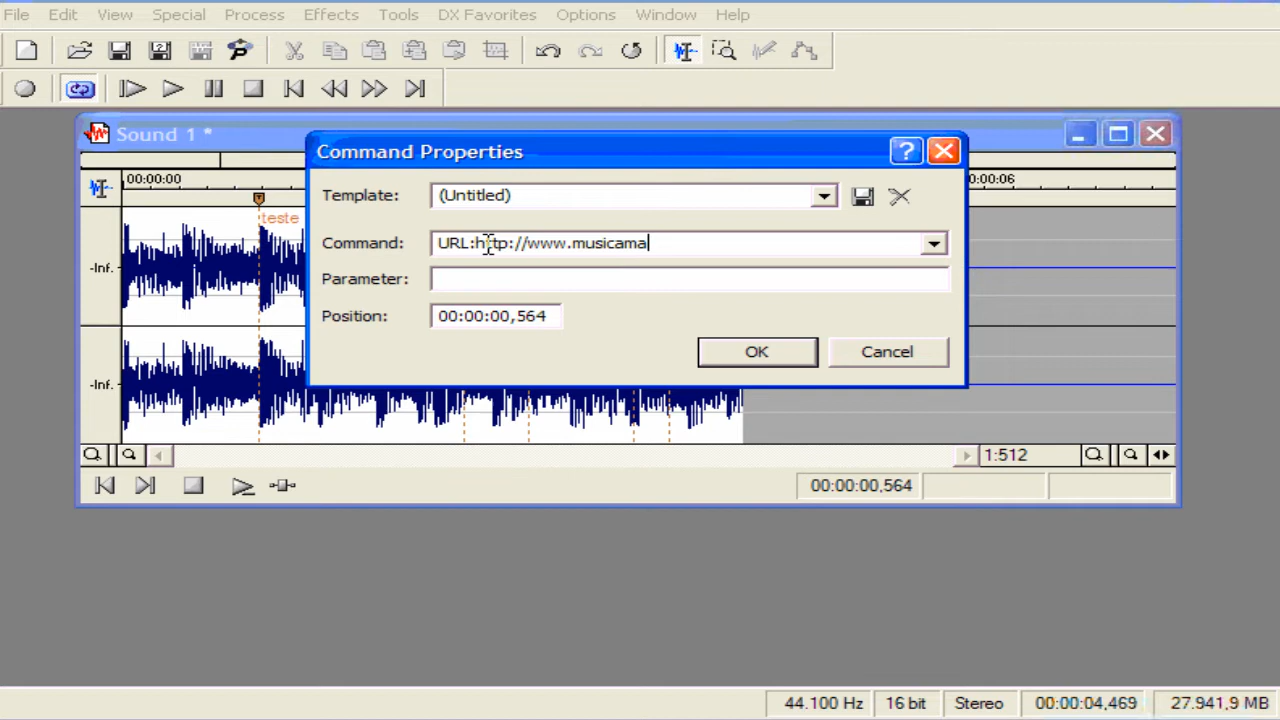 File Edit View Special Process Effects Tools DX Favorites Options Window Help
Sound 1 *
Command Properties
00:00:00
0:00:06
Template: (Untitled)
teste
Command: URL:http://www.musicama
-Inf.
Parameter:
Position: 00:00:00,564
OK Cancel
-Inf.
1:512
00:00:00,564
44.100 Hz 16 bit Stereo 00:00:04,469 27.941,9 MB